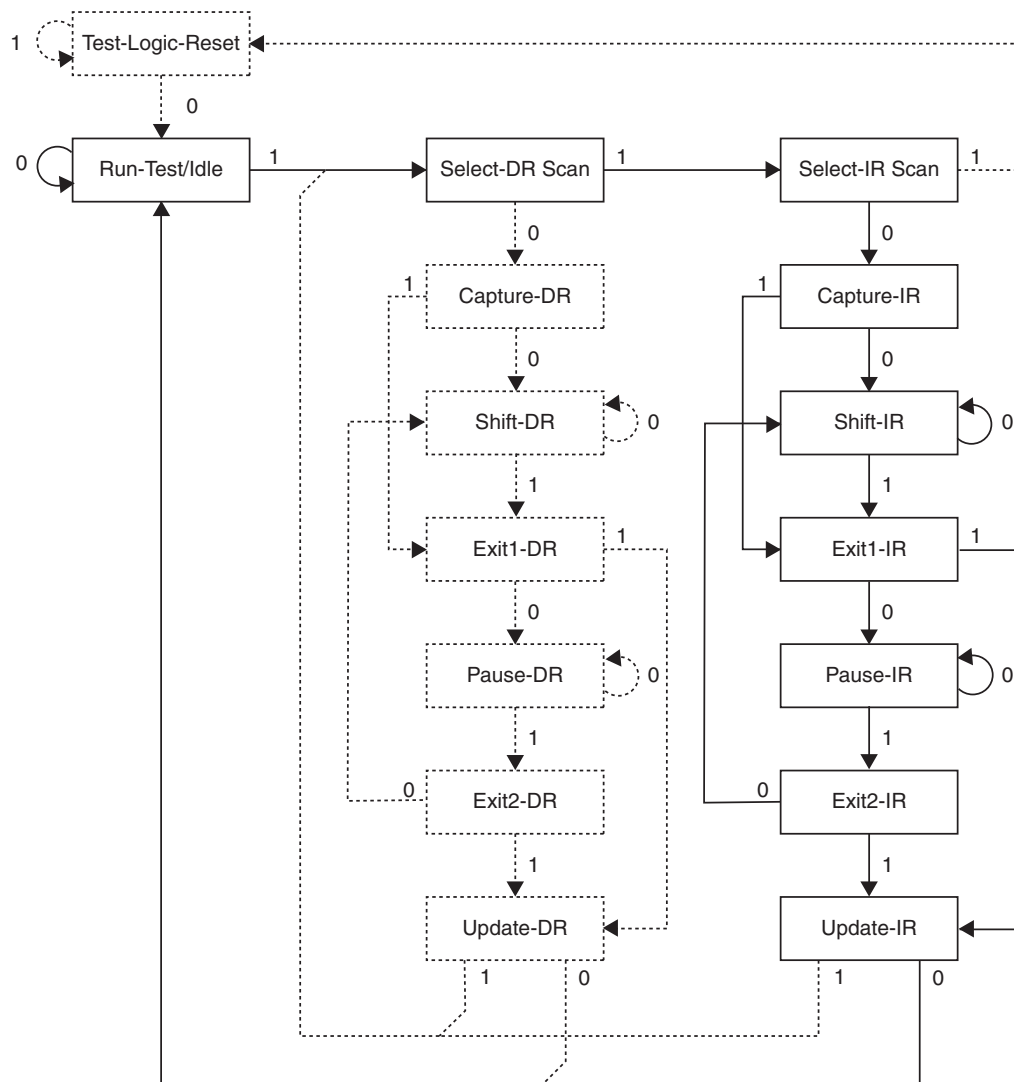 1
Test-Logic-Reset
0
0
Run-Test/Idle
1
Select-DR Scan
1
Select-IR Scan
1
0
0
1
Capture-DR
1
Capture-IR
0
0
Shift-DR
0
Shift-IR
0
1
1
Exit1-DR
1
Exit1-IR
1
0
0
Pause-DR
0
Pause-IR
0
1
1
0
Exit2-DR
0
Exit2-IR
1
1
Update-DR
Update-IR
1
0
1
0